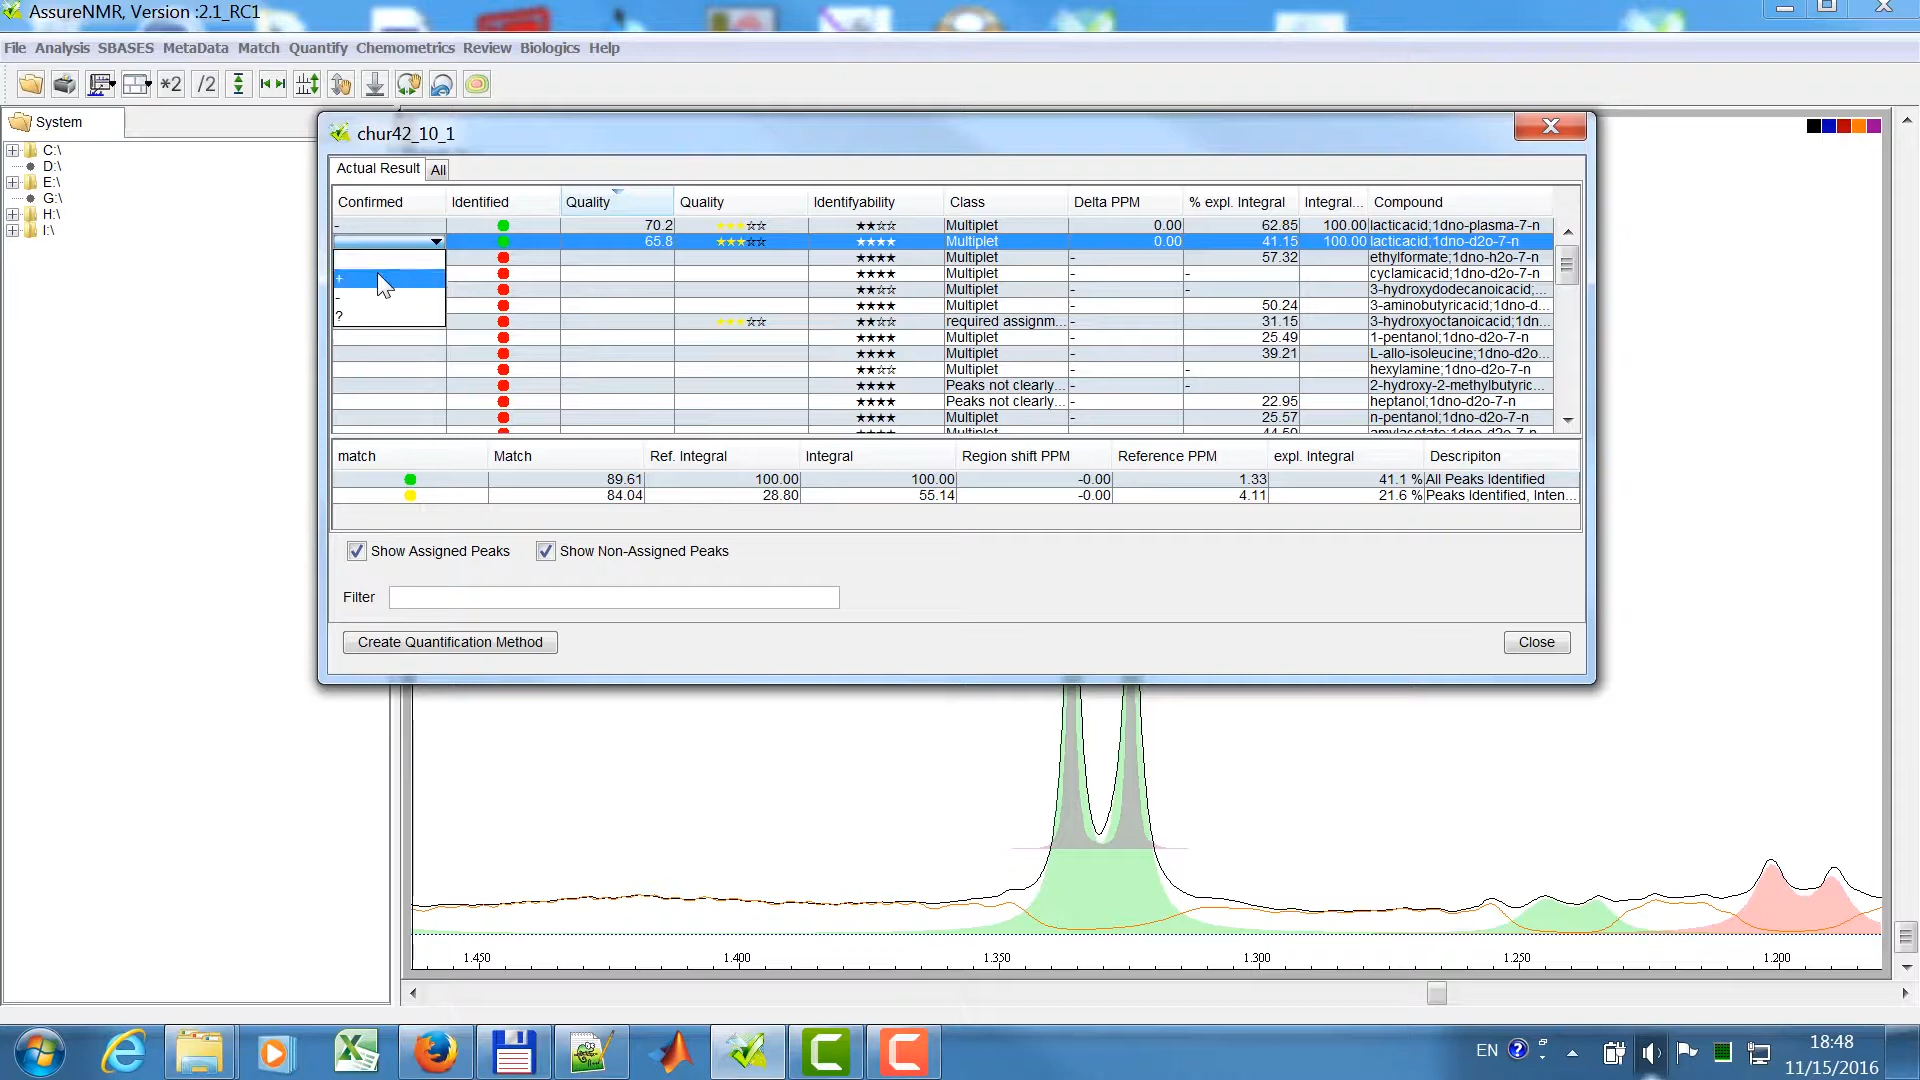 AssureNMR, Version :2.1_RC1
File Analysis SBASES MetaData Match Quantify Chemometrics Review Biologics Help
*2 /2
System
C:\
D:\
E:\
G:\
H:\
I:\
chur42_10_1
Actual Result All
Confirmed Identified Quality Quality Identifyability Class Delta PPM % expl. Integral Integral... Compound
- 70.2 ★★★☆☆ ★★☆☆ Multiplet 0.00 62.85 100.00 lacticacid;1dno-plasma-7-n
65.8 ★★★☆☆ ★★★★ Multiplet 0.00 41.15 100.00 lacticacid;1dno-d2o-7-n
★★★★ Multiplet - 57.32 ethylformate;1dno-h2o-7-n
+ ★★★★ Multiplet - - cyclamicacid;1dno-d2o-7-n
- ★★☆☆ Multiplet - - 3-hydroxydodecanoicacid;...
? ★★★★ Multiplet - 50.24 3-aminobutyricacid;1dno-d...
★★★☆☆ ★★☆☆ required assignm... - 31.15 3-hydroxyoctanoicacid;1dn...
★★★★ Multiplet - 25.49 1-pentanol;1dno-d2o-7-n
★★★★ Multiplet - 39.21 L-allo-isoleucine;1dno-d2o...
★★☆☆ Multiplet - - hexylamine;1dno-d2o-7-n
★★★★ Peaks not clearly... - - 2-hydroxy-2-methylbutyric...
★★★★ Peaks not clearly... - 22.95 heptanol;1dno-d2o-7-n
★★★★ Multiplet - 25.57 n-pentanol;1dno-d2o-7-n
★★★★ Multiplet 44.59 amylacetate;1dno-d2o-7-n
match Match Ref. Integral Integral Region shift PPM Reference PPM expl. Integral Descripiton
89.61 100.00 100.00 -0.00 1.33 41.1 % All Peaks Identified
84.04 28.80 55.14 -0.00 4.11 21.6 % Peaks Identified, Inten...
Show Assigned Peaks Show Non-Assigned Peaks
Filter
Create Quantification Method Close
1.450 1.400 1.350 1.300 1.250 1.200
EN 18:48
11/15/2016